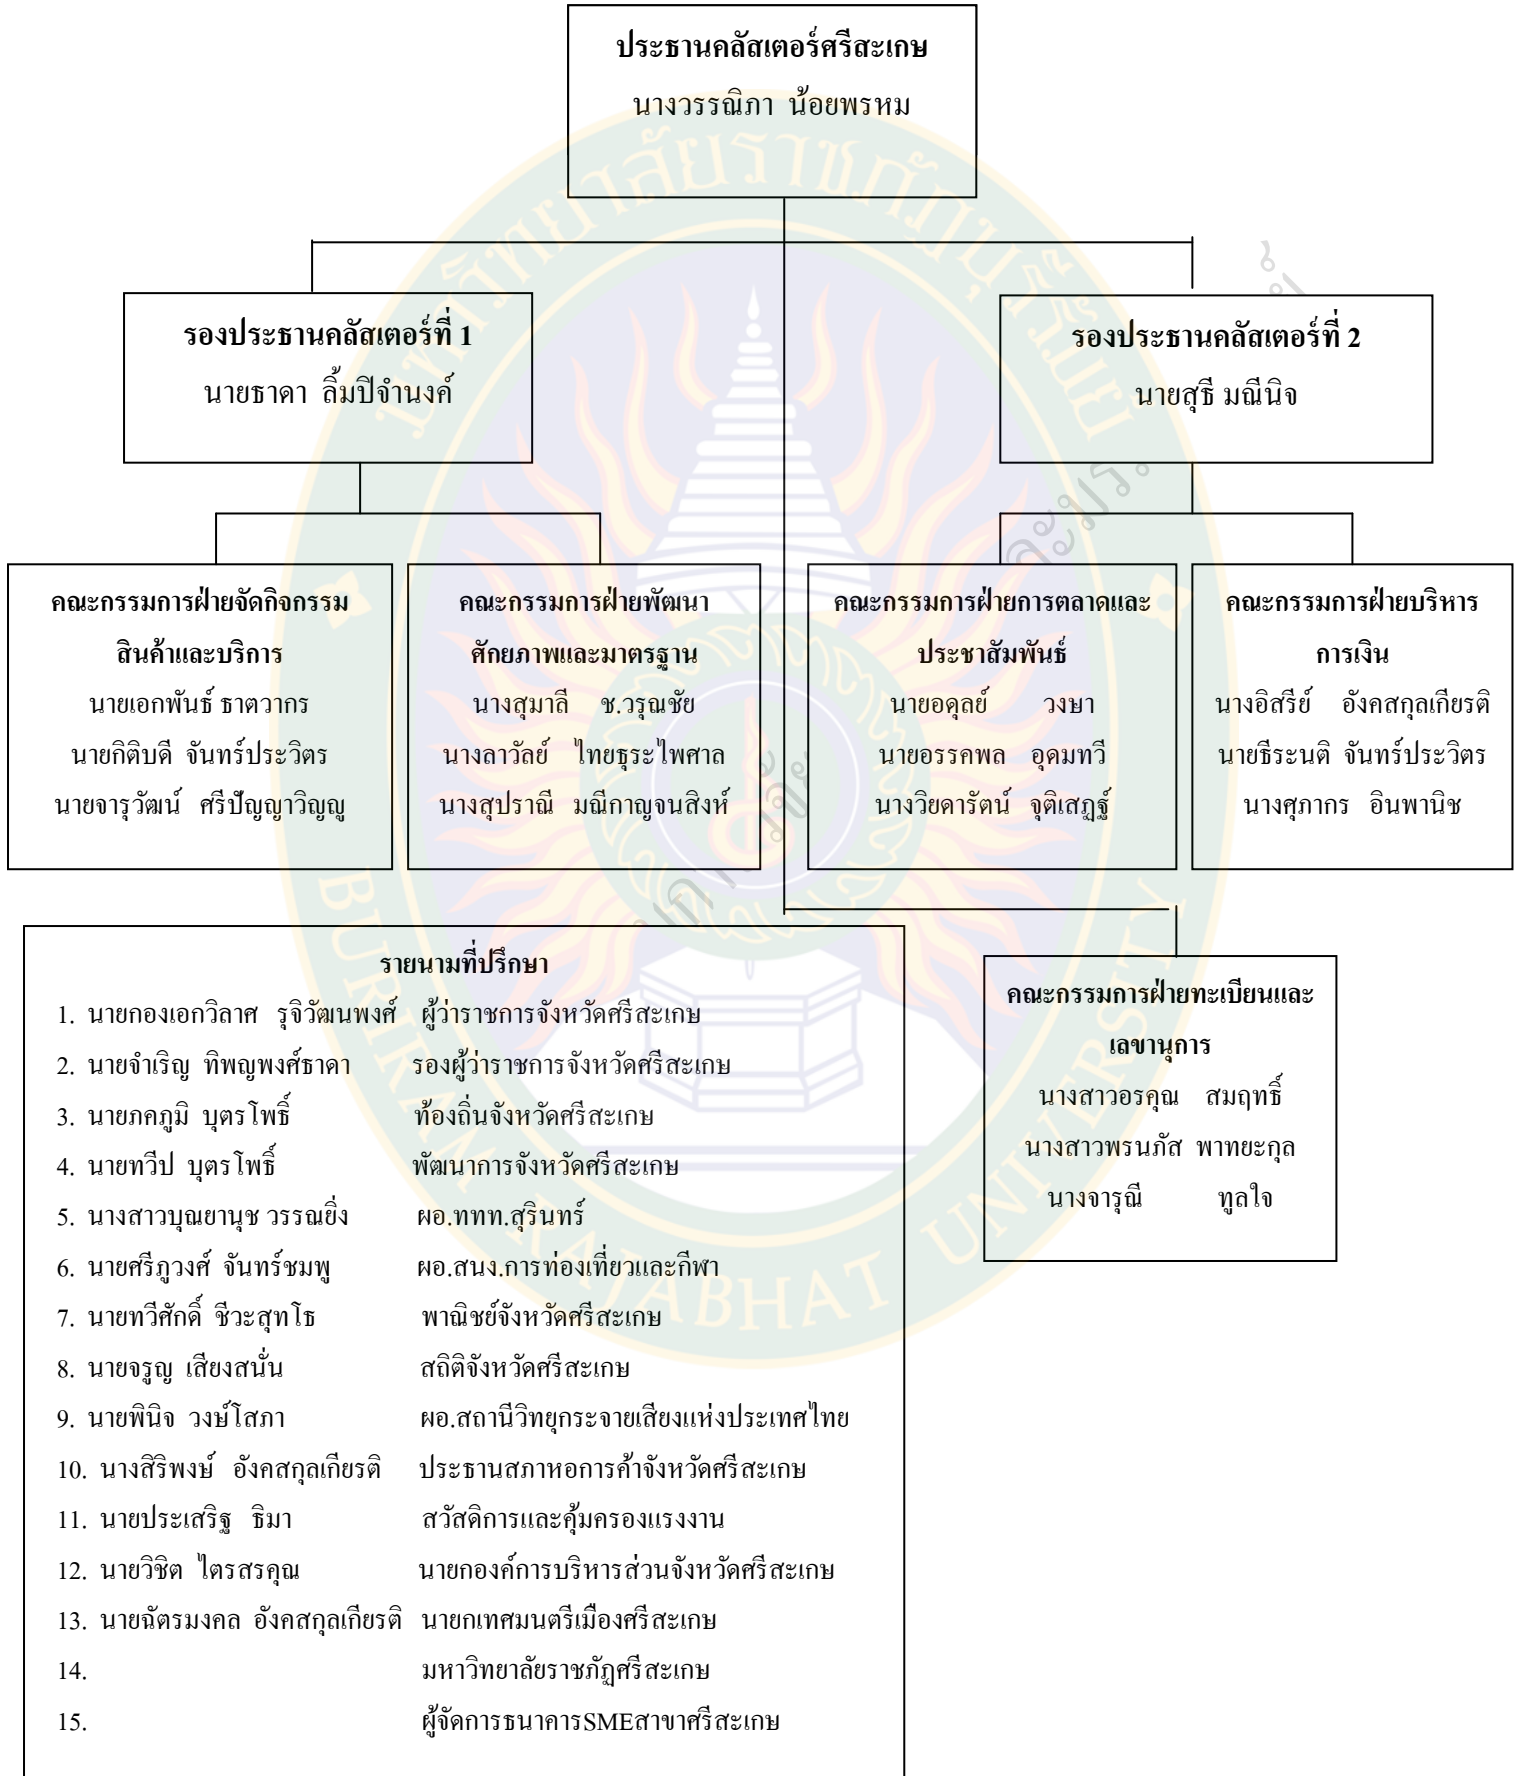 ประธานคลัสเตอร์ศรีสะเกษ
นางวรรณิภา น้อยพรหม
รองประธานคลัสเตอร์ที่ 1
นายธาดา ลิ้มปิจำนงค์
รองประธานคลัสเตอร์ที่ 2
นายสุธี มณีนิจ
คณะกรรมการฝ่ายจัดกิจกรรม
สินค้าและบริการ
นายเอกพันธ์ ธาตวากร
นายกิติบดี จันทร์ประวิตร
นายจารุวัฒน์ ศรีปัญญาวิญญู
คณะกรรมการฝ่ายพัฒนา
ศักยภาพและมาตรฐาน
นางสุมาลี ช.วรุณชัย
นางลาวัลย์ ไทยธุระไพศาล
นางสุปราณี มณีกาญจนสิงห์
คณะกรรมการฝ่ายการตลาดและ
ประชาสัมพันธ์
นายอดุลย์ วงษา
นายอรรคพล อุดมทวี
นางวิยดารัตน์ จุติเสฏฐ์
คณะกรรมการฝ่ายบริหาร
การเงิน
นางอิสรีย์ อังคสกุลเกียรติ
นายธีระนติ จันทร์ประวิตร
นางศุภากร อินพานิช
รายนามที่ปรึกษา
1. นายกองเอกวิลาศ รุจิวัฒนพงศ์ ผู้ว่าราชการจังหวัดศรีสะเกษ
2. นายจำเริญ ทิพญพงศ์ธาดา รองผู้ว่าราชการจังหวัดศรีสะเกษ
3. นายภคภูมิ บุตรโพธิ์ ท้องถิ่นจังหวัดศรีสะเกษ
4. นายทวีป บุตรโพธิ์ พัฒนาการจังหวัดศรีสะเกษ
5. นางสาวบุณยานุช วรรณยิ่ง ผอ.ททท.สุรินทร์
6. นายศรีภูวงศ์ จันทร์ชมพู ผอ.สนง.การท่องเที่ยวและกีฬา
7. นายทวีศักดิ์ ชีวะสุทโธ พาณิชย์จังหวัดศรีสะเกษ
8. นายจรูญ เสียงสนั่น สถิติจังหวัดศรีสะเกษ
9. นายพินิจ วงษ์โสภา ผอ.สถานีวิทยุกระจายเสียงแห่งประเทศไทย
10. นางสิริพงษ์ อังคสกุลเกียรติ ประธานสภาหอการค้าจังหวัดศรีสะเกษ
11. นายประเสริฐ ธิมา สวัสดิการและคุ้มครองแรงงาน
12. นายวิชิต ไตรสรคุณ นายกองค์การบริหารส่วนจังหวัดศรีสะเกษ
13. นายฉัตรมงคล อังคสกุลเกียรติ นายกเทศมนตรีเมืองศรีสะเกษ
14. มหาวิทยาลัยราชภัฏศรีสะเกษ
15. ผู้จัดการธนาคารSMEสาขาศรีสะเกษ
คณะกรรมการฝ่ายทะเบียนและ
เลขานุการ
นางสาวอรคุณ สมฤทธิ์
นางสาวพรนภัส พาทยะกุล
นางจารุณี ทูลใจ
มหาวิทยาลัยราชภัฏบุรีรัมย์
BURIRAM RAJABHAT UNIVERSITY